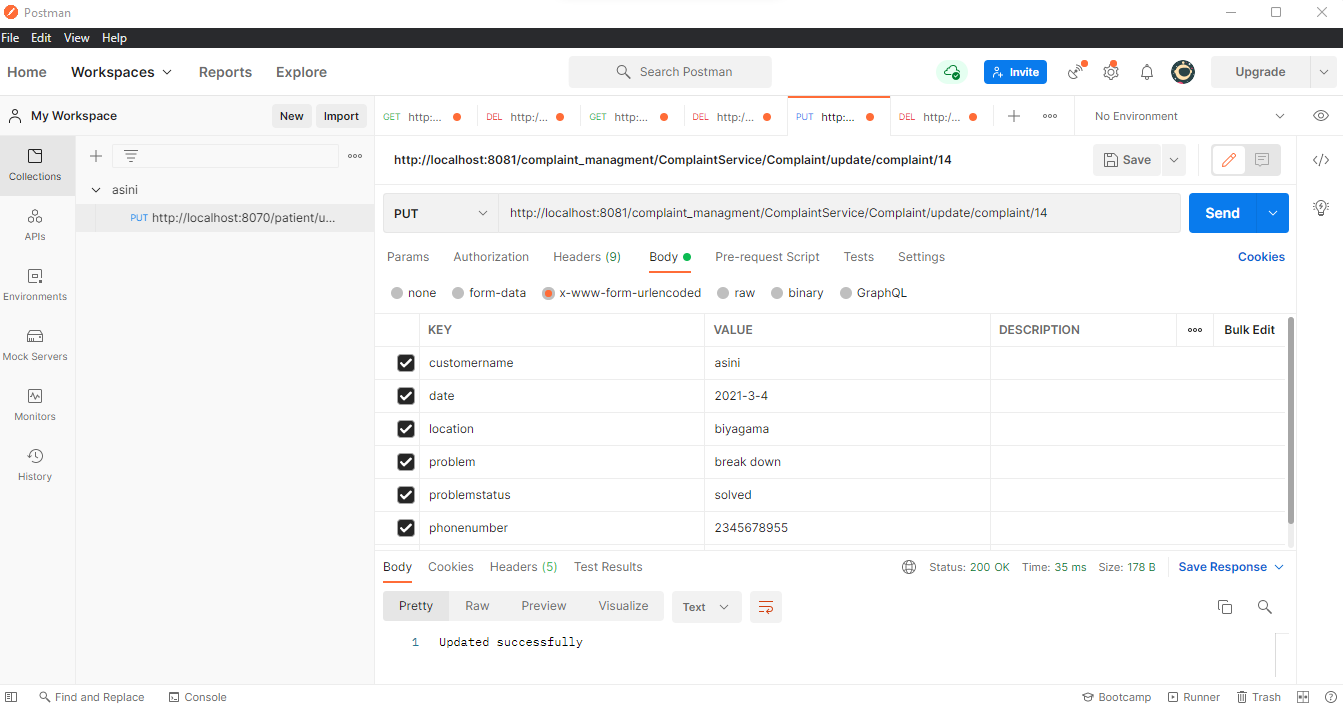 Postman
File Edit View Help
Home Workspaces Reports Explore Search Postman Invite Upgrade
My Workspace New Import
GET http:... DEL http:/... GET http:... DEL http:/... PUT http:... DEL http:/... No Environment
Collections
APIs
Environments
Mock Servers
Monitors
History
asini
PUT http://localhost:8070/patient/u...
http://localhost:8081/complaint_managment/ComplaintService/Complaint/update/complaint/14 Save
PUT http://localhost:8081/complaint_managment/ComplaintService/Complaint/update/complaint/14 Send
Params Authorization Headers (9) Body Pre-request Script Tests Settings Cookies
none form-data x-www-form-urlencoded raw binary GraphQL
KEY VALUE DESCRIPTION Bulk Edit
customername asini
date 2021-3-4
location biyagama
problem break down
problemstatus solved
phonenumber 2345678955
Body Cookies Headers (5) Test Results Status: 200 OK Time: 35 ms Size: 178 B Save Response
Pretty Raw Preview Visualize Text
1 Updated successfully
Find and Replace Console Bootcamp Runner Trash